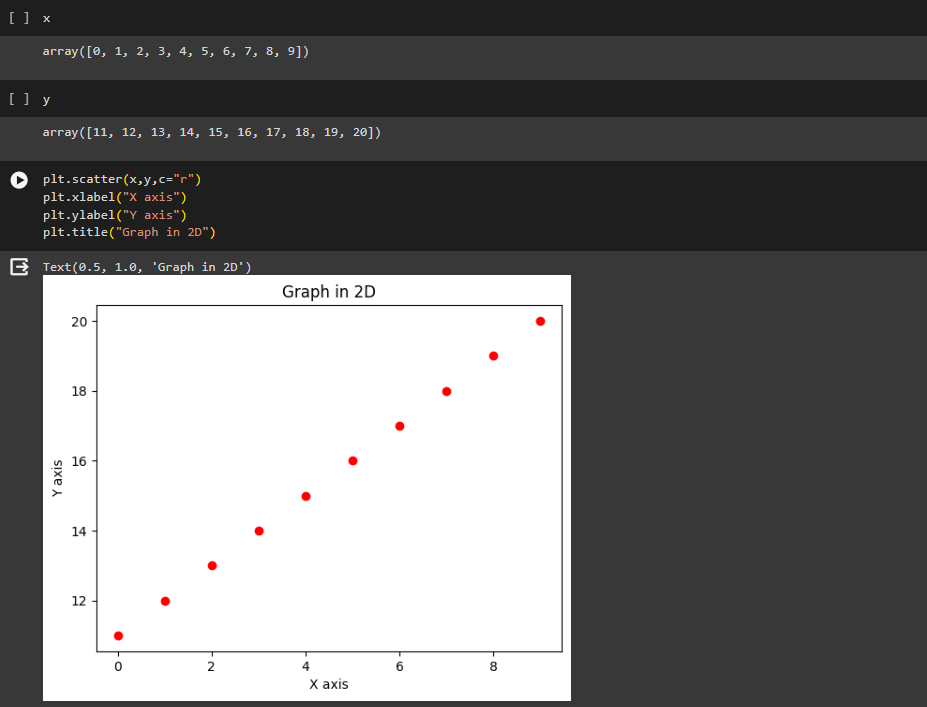 [ ] x
array([0, 1, 2, 3, 4, 5, 6, 7, 8, 9])
[ ] y
array([11, 12, 13, 14, 15, 16, 17, 18, 19, 20])
plt.scatter(x,y,c="r")
plt.xlabel("X axis")
plt.ylabel("Y axis")
plt.title("Graph in 2D")
Text(0.5, 1.0, 'Graph in 2D')
Graph in 2D
20
18
16
14
12
Y axis
0 2 4 6 8
X axis